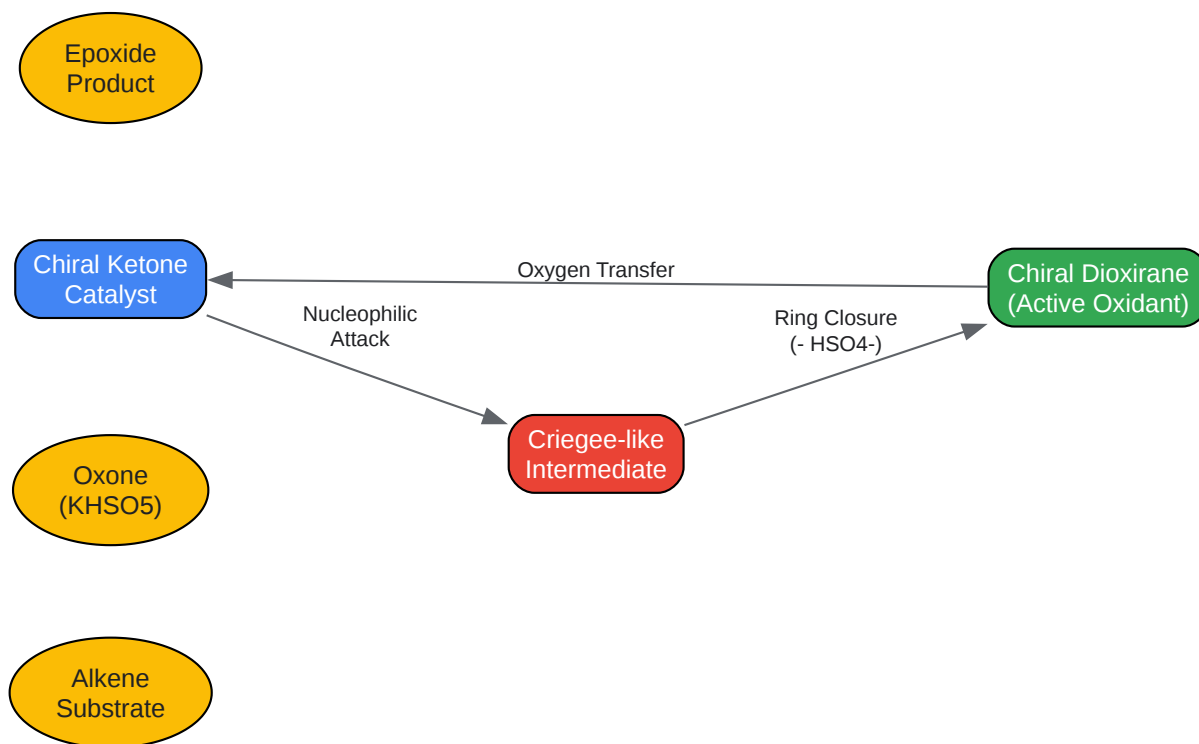 Epoxide
Product
Chiral Ketone
Catalyst
Oxygen Transfer
Chiral Dioxirane
(Active Oxidant)
Nucleophilic
Attack
Ring Closure
(- HSO4-)
Criegee-like
Intermediate
Oxone
(KHSO5)
Alkene
Substrate